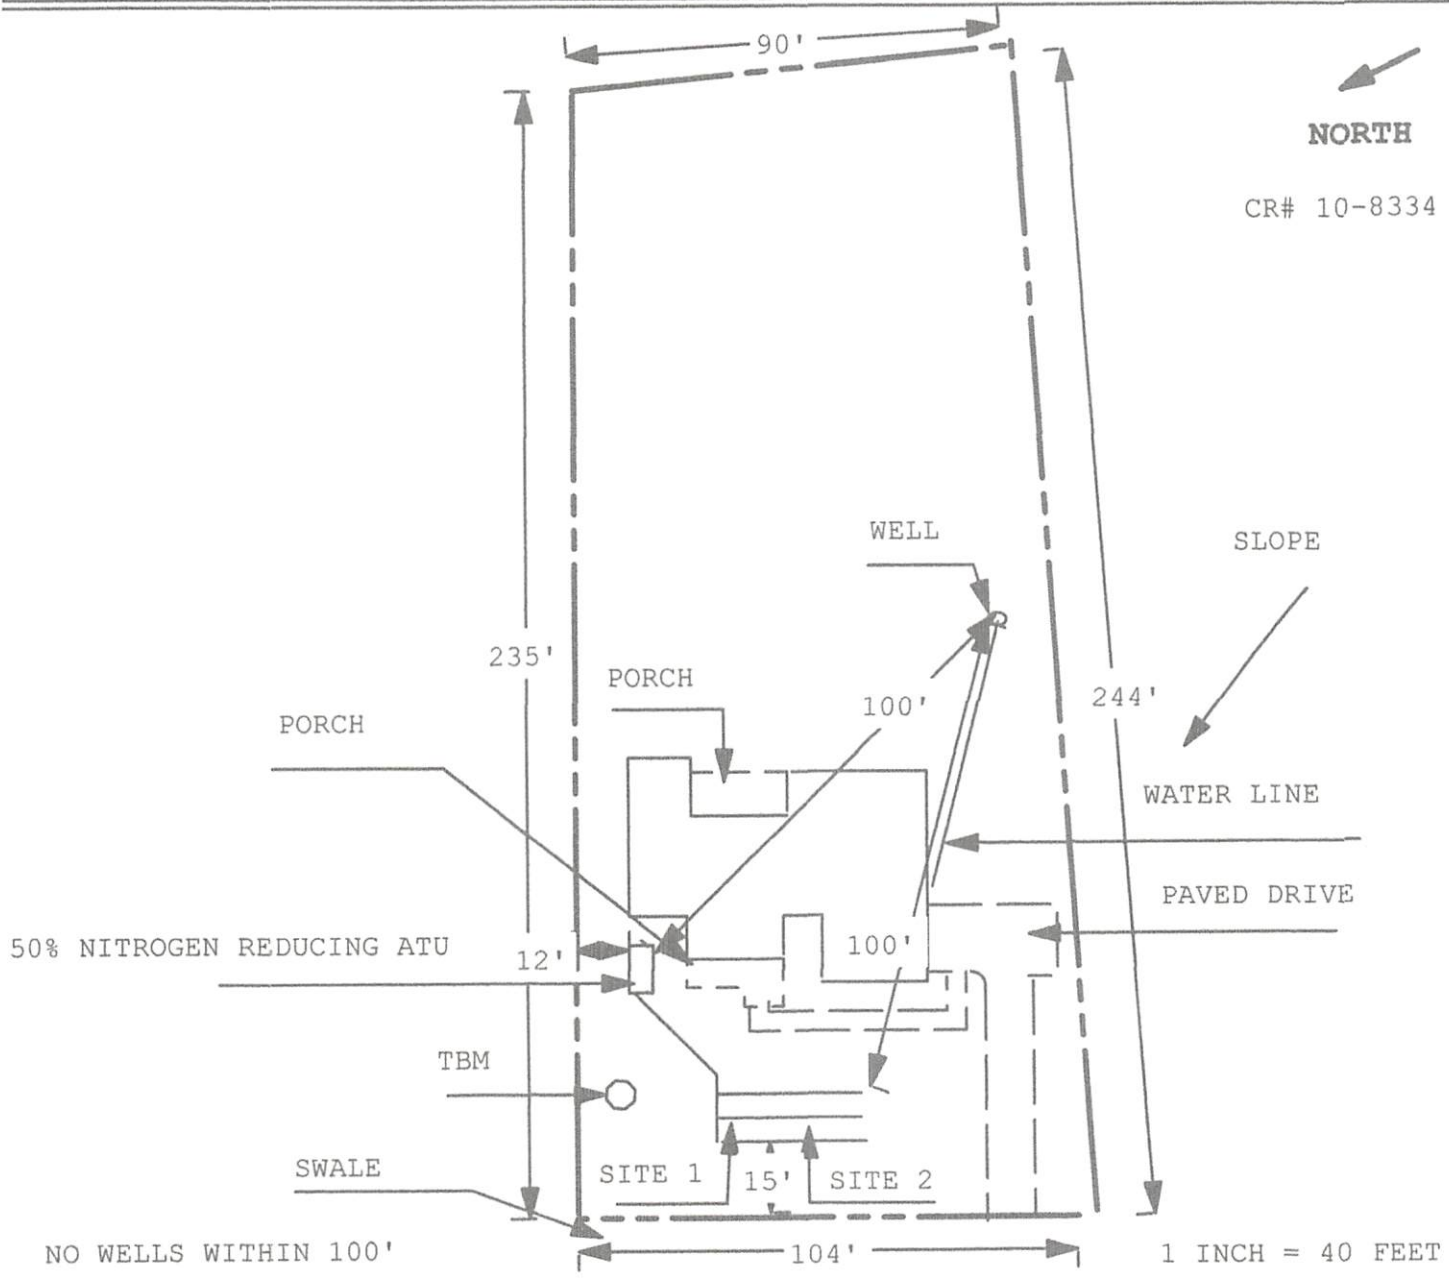 90'
NORTH
CR# 10-8334
WELL
SLOPE
235'
PORCH
244'
100'
PORCH
WATER LINE
PAVED DRIVE
50% NITROGEN REDUCING ATU
12'
100'
TBM
SWALE
SITE 1
15'
SITE 2
NO WELLS WITHIN 100'
104'
1 INCH = 40 FEET